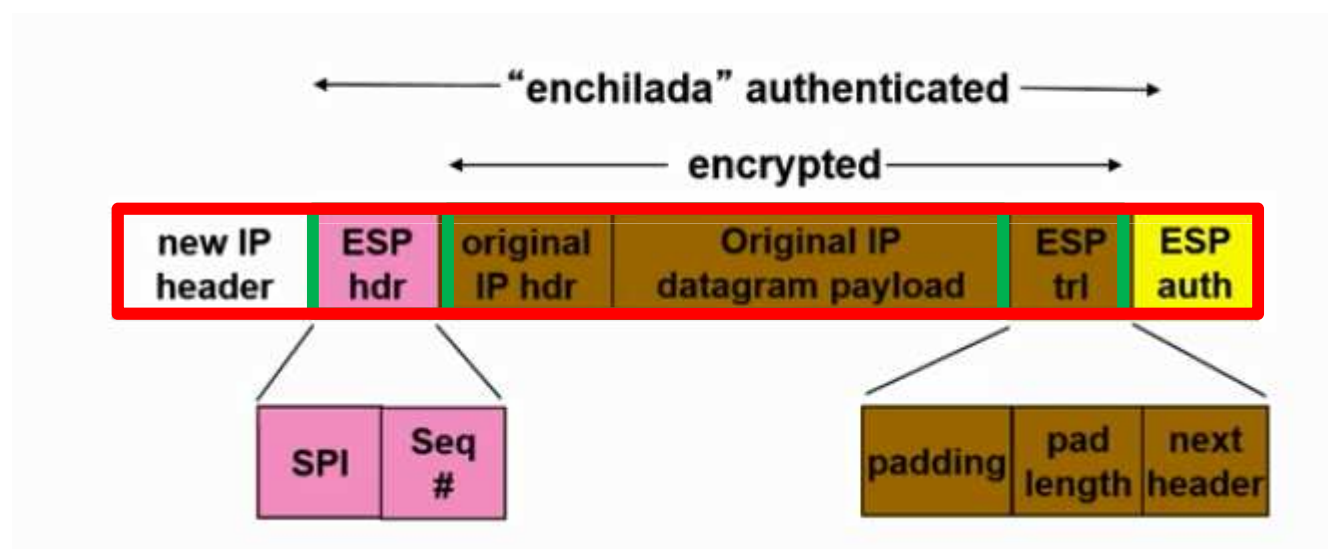 “enchilada” authenticated
encrypted
new IP
header
ESP
hdr
original
IP hdr
Original IP
datagram payload
ESP
trl
ESP
auth
SPI
Seq
#
padding
pad
length
next
header